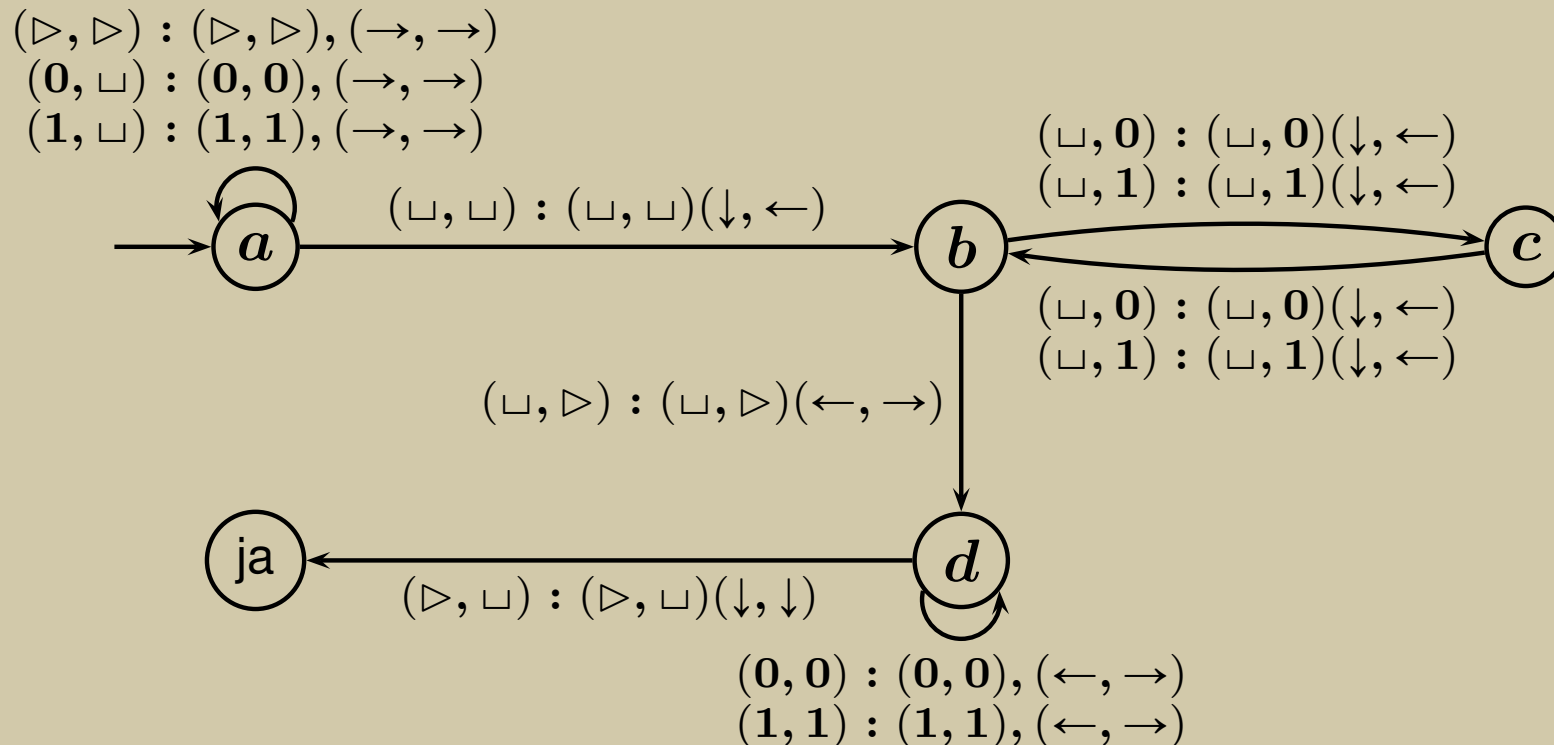 (▷, ▷) : (▷, ▷), (→, →)
(0, ⊔) : (0, 0), (→, →)
(1, ⊔) : (1, 1), (→, →)
(⊔, 0) : (⊔, 0)(↓, ←)
(⊔, 1) : (⊔, 1)(↓, ←)
(⊔, ⊔) : (⊔, ⊔)(↓, ←)
a
b
c
(⊔, 0) : (⊔, 0)(↓, ←)
(⊔, 1) : (⊔, 1)(↓, ←)
(⊔, ▷) : (⊔, ▷)(←, →)
ja
d
(▷, ⊔) : (▷, ⊔)(↓, ↓)
(0, 0) : (0, 0), (←, →)
(1, 1) : (1, 1), (←, →)